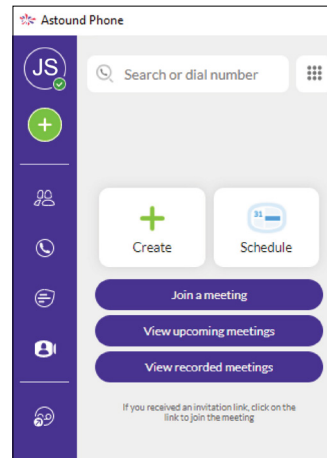 Astound Phone
JS
Search or dial number
31
Create
Schedule
Join a meeting
View upcoming meetings
View recorded meetings
If you received an invitation link, click on the
link to join the meeting